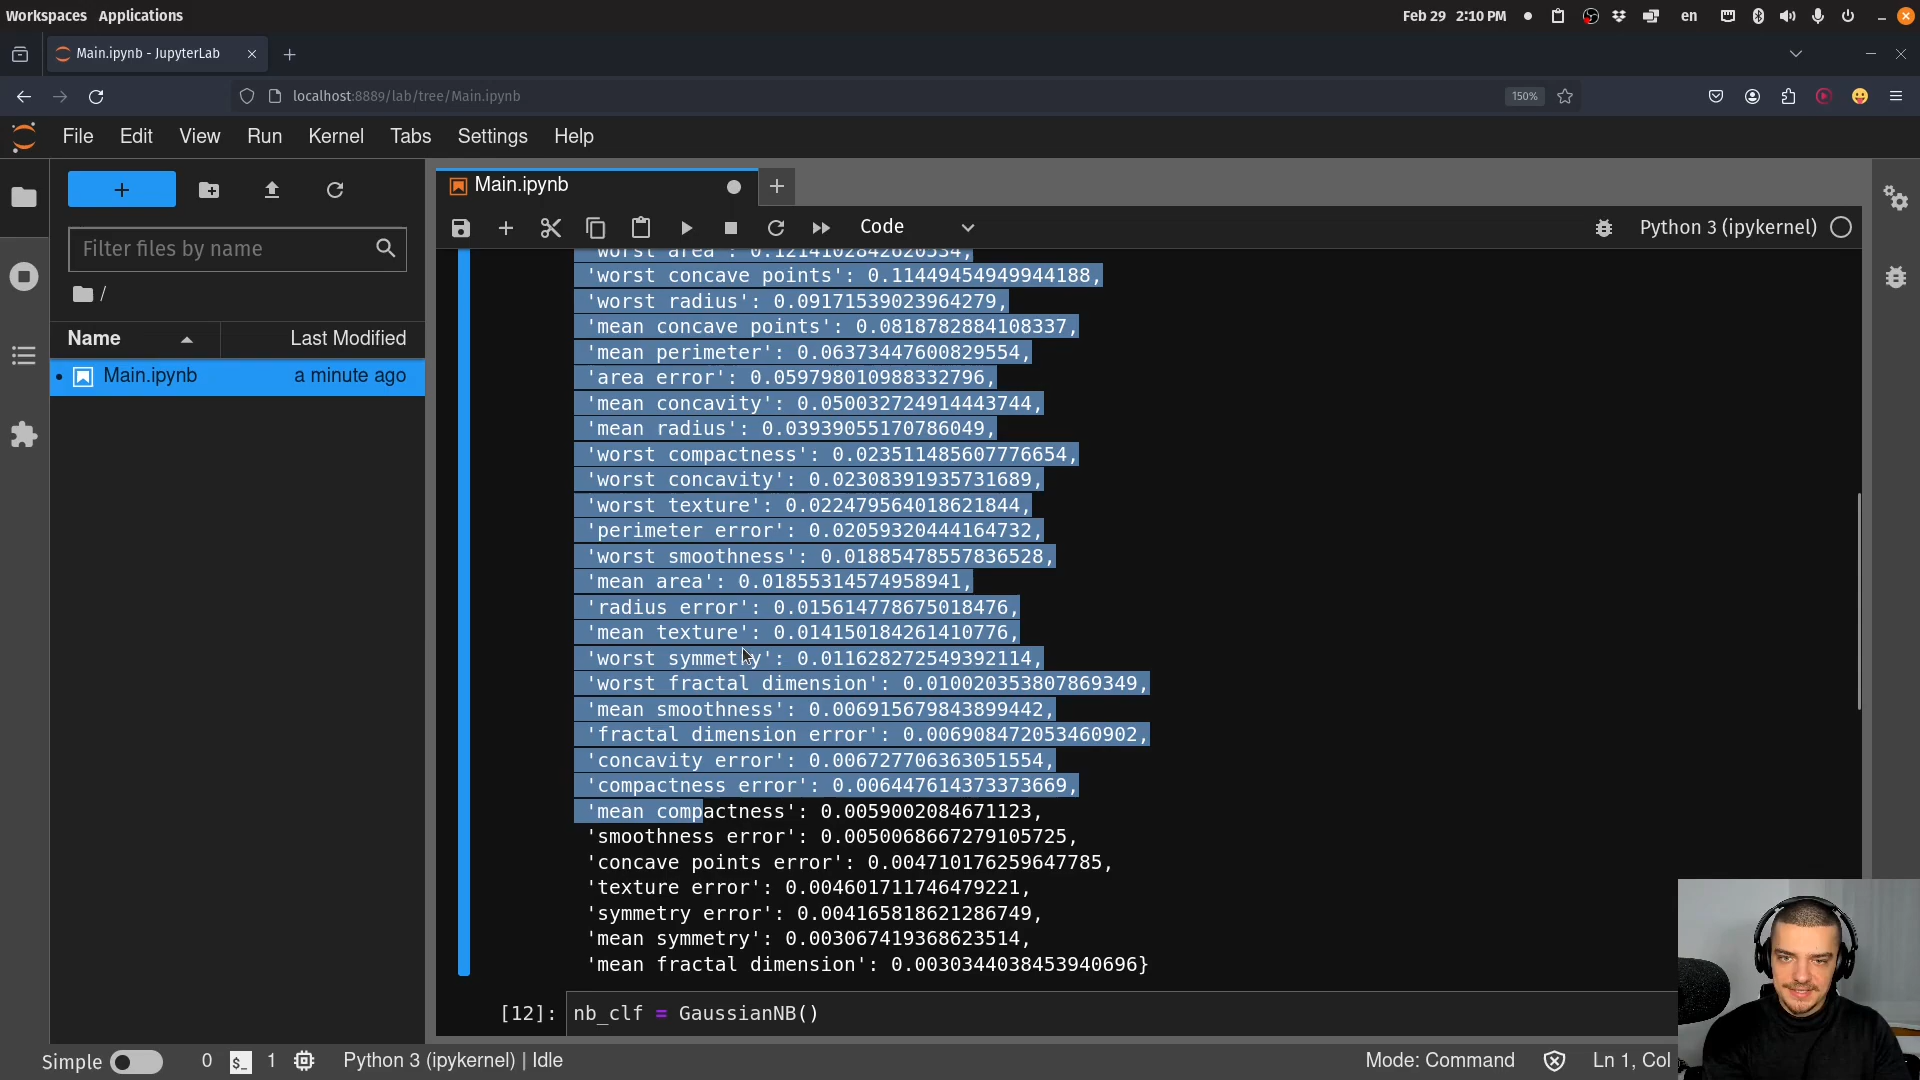 Workspaces Applications
Feb 29 2:10 PM
en
Main.ipynb - JupyterLab
localhost:8889/lab/tree/Main.ipynb
150%
File Edit View Run Kernel Tabs Settings Help
Main.ipynb
Code
Python 3 (ipykernel)
Filter files by name
/
Name Last Modified
Main.ipynb a minute ago
'worst area': 0.1214102842620534,
'worst concave points': 0.11449454949944188,
'worst radius': 0.09171539023964279,
'mean concave points': 0.0818782884108337,
'mean perimeter': 0.06373447600829554,
'area error': 0.059798010988332796,
'mean concavity': 0.050032724914443744,
'mean radius': 0.03939055170786049,
'worst compactness': 0.023511485607776654,
'worst concavity': 0.02308391935731689,
'worst texture': 0.022479564018621844,
'perimeter error': 0.02059320444164732,
'worst smoothness': 0.01885478557836528,
'mean area': 0.01855314574958941,
'radius error': 0.015614778675018476,
'mean texture': 0.014150184261410776,
'worst symmetry': 0.011628272549392114,
'worst fractal dimension': 0.010020353807869349,
'mean smoothness': 0.006915679843899442,
'fractal dimension error': 0.006908472053460902,
'concavity error': 0.006727706363051554,
'compactness error': 0.006447614373373669,
'mean compactness': 0.00590020846​71123,
'smoothness error': 0.0050068667279105725,
'concave points error': 0.004710176259647785,
'texture error': 0.004601711746479221,
'symmetry error': 0.004165818621286749,
'mean symmetry': 0.003067419368623514,
'mean fractal dimension': 0.0030344038453940696}
[12]: nb_clf = GaussianNB()
Simple 0 $_ 1 Python 3 (ipykernel) | Idle
Mode: Command Ln 1, Col